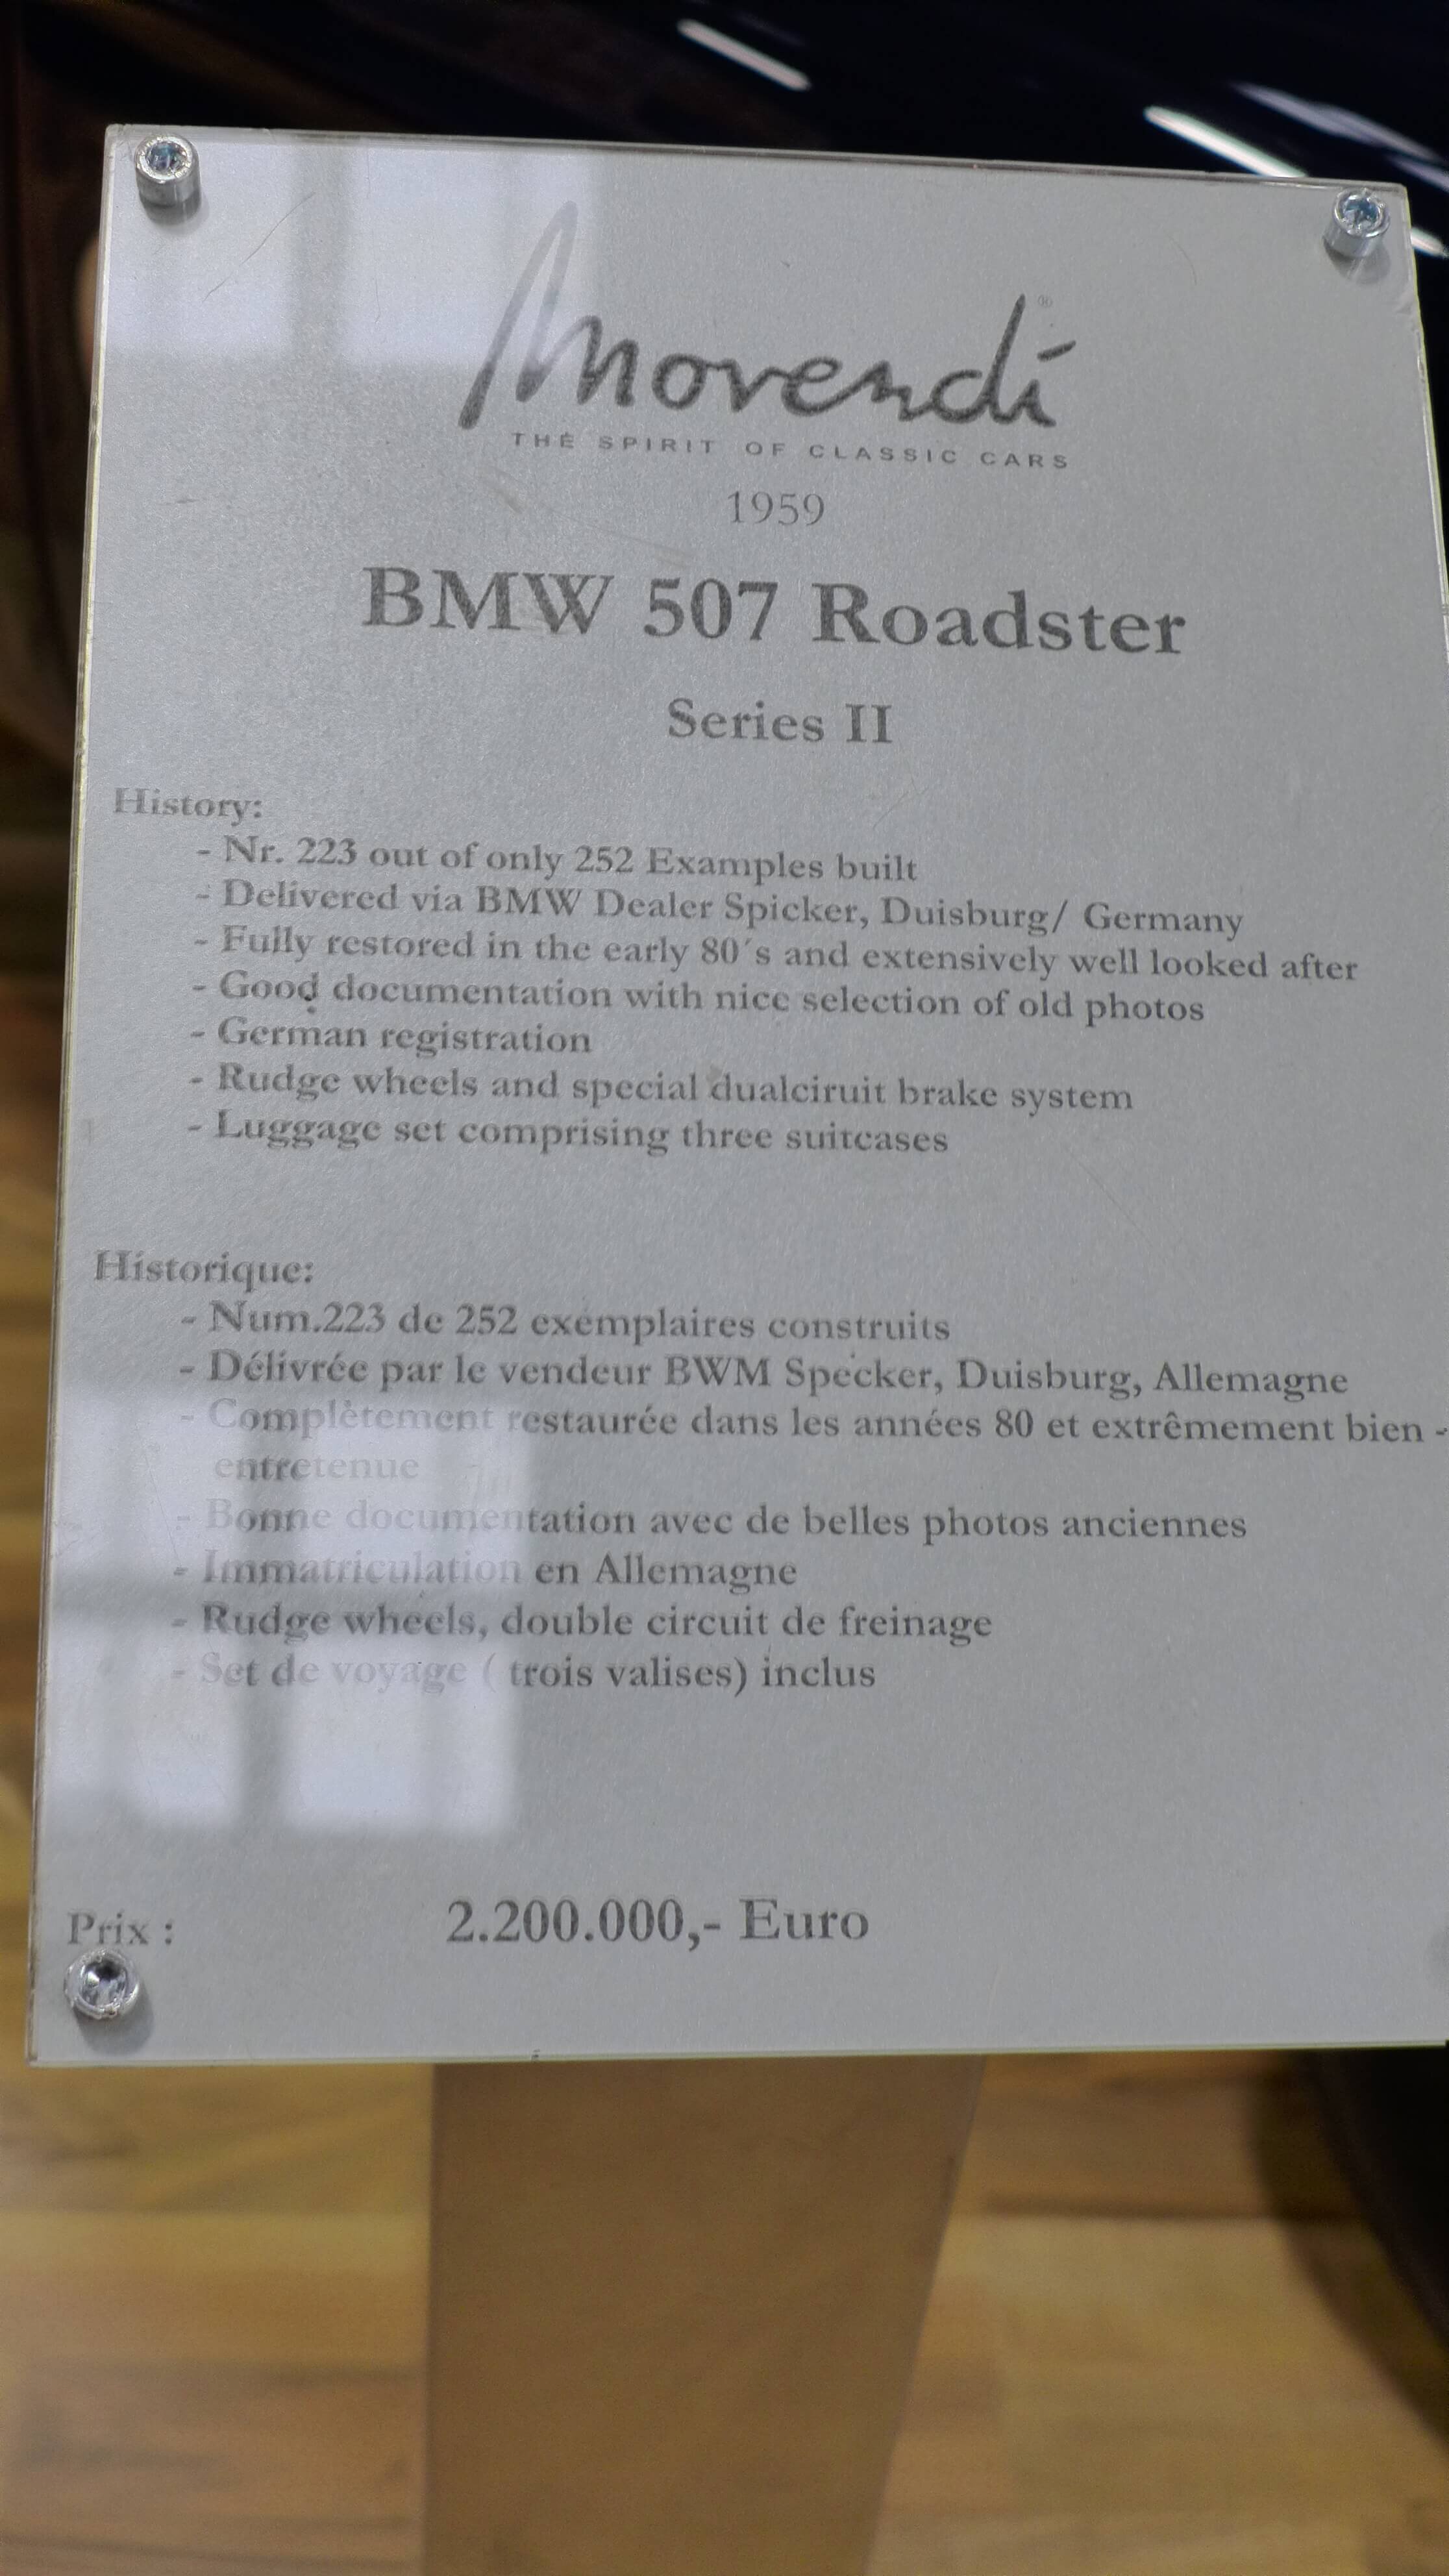 Movendi®
THE SPIRIT OF CLASSIC CARS
1959
BMW 507 Roadster
Series II
History:
- Nr. 223 out of only 252 Examples built
- Delivered via BMW Dealer Spicker, Duisburg/ Germany
- Fully restored in the early 80´s and extensively well looked after
- Good documentation with nice selection of old photos
- German registration
- Rudge wheels and special dualciruit brake system
- Luggage set comprising three suitcases
Historique:
- Num.223 de 252 exemplaires construits
- Délivrée par le vendeur BWM Specker, Duisburg, Allemagne
- Complètement restaurée dans les années 80 et extrêmement bien -
entretenue
- Bonne documentation avec de belles photos anciennes
- Immatriculation en Allemagne
- Rudge wheels, double circuit de freinage
- Set de voyage ( trois valises) inclus
Prix : 2.200.000,- Euro